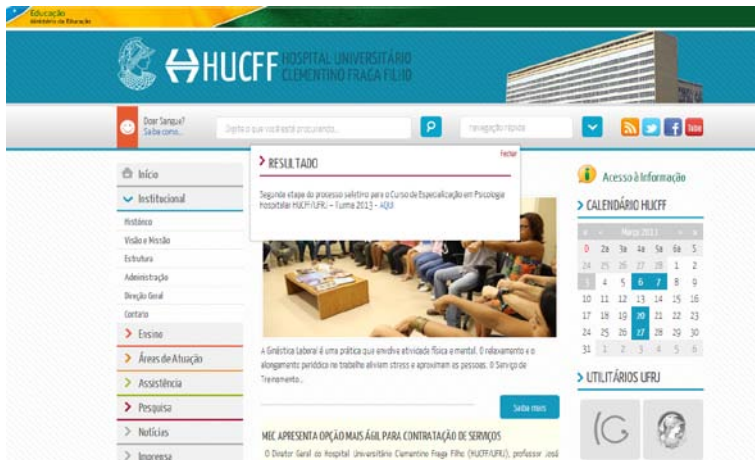 Educação
Ministério da Educação
HUCFF
HOSPITAL UNIVERSITÁRIO
CLEMENTINO FRAGA FILHO
Doar Sangue?
Saiba como...
Digite o que você está procurando...
navegação rápida
You
Tube
Fechar
RESULTADO
Segunda etapa do processo seletivo para o Curso de Especialização em Psicologia
Hospitalar HUCFF/UFRJ – Turma 2013 - AQUI
Início
Institucional
Histórico
Visão e Missão
Estrutura
Administração
Direção Geral
Contato
Ensino
Áreas de Atuação
Assistência
Pesquisa
Notícias
Imprensa
A Ginástica Laboral é uma prática que envolve atividade física e mental. O relaxamento e o
alongamento periódico no trabalho aliviam stress e aproximam as pessoas. O Serviço de
Treinamento...
Saiba mais
MEC APRESENTA OPÇÃO MAIS ÁGIL PARA CONTRATAÇÃO DE SERVIÇOS
O Diretor Geral do Hospital Universitário Clementino Fraga Filho (HUCFF/UFRJ), professor José
Acesso à Informação
CALENDÁRIO HUCFF
Março 2013
D 2a 3a 4a 5a 6a S
24 25 26 27 28 1 2
3 4 5 6 7 8 9
10 11 12 13 14 15 16
17 18 19 20 21 22 23
24 25 26 27 28 29 30
31 1 2 3 4 5 6
UTILITÁRIOS UFRJ